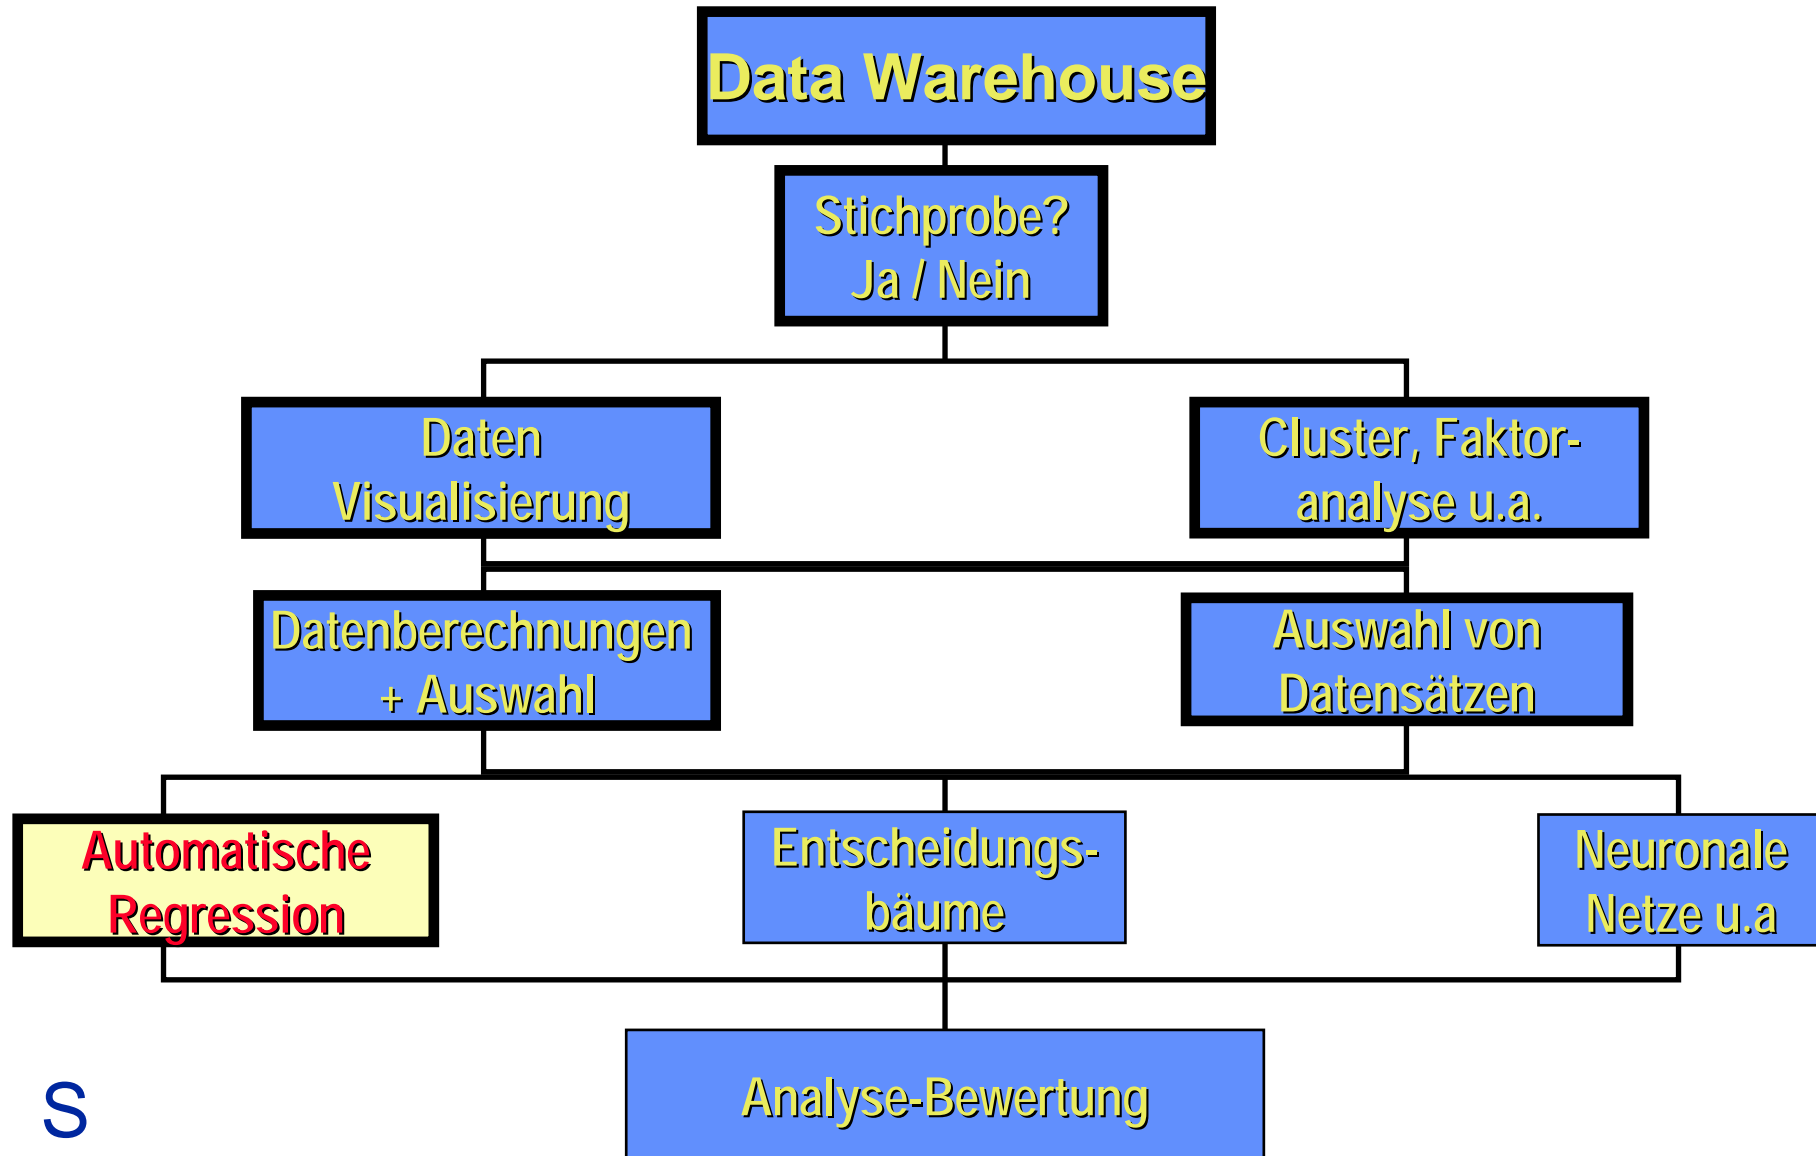 Data Warehouse
Stichprobe?
Ja / Nein
Daten
Visualisierung
Cluster, Faktor-
analyse u.a.
Datenberechnungen
+ Auswahl
Auswahl von
Datensätzen
Automatische
Regression
Entscheidungs-
bäume
Neuronale
Netze u.a
Analyse-Bewertung
S